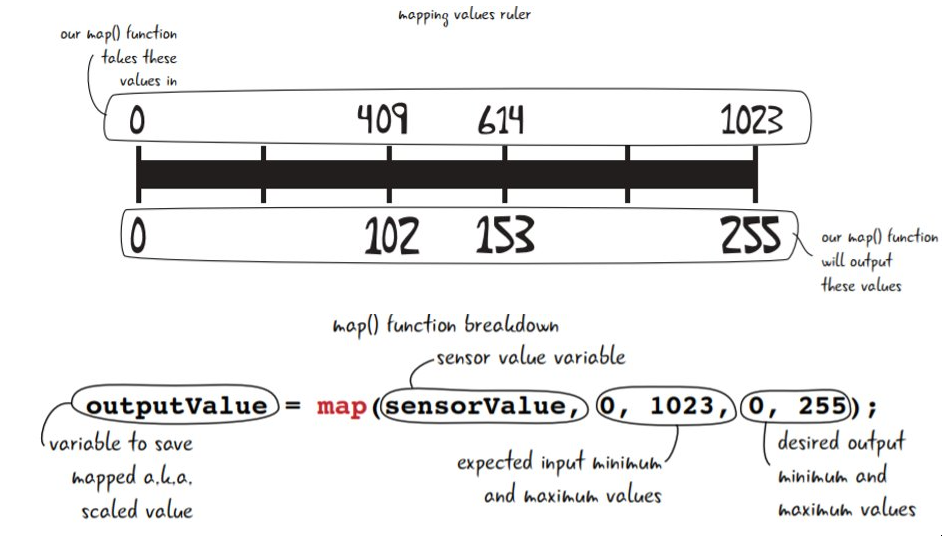 mapping values ruler
our map() function
takes these
values in
0 409 614 1023
0 102 153 255
our map() function
will output
these values
map() function breakdown
sensor value variable
outputValue = map(sensorValue, 0, 1023, 0, 255);
variable to save
mapped a.k.a.
scaled value
expected input minimum
and maximum values
desired output
minimum and
maximum values